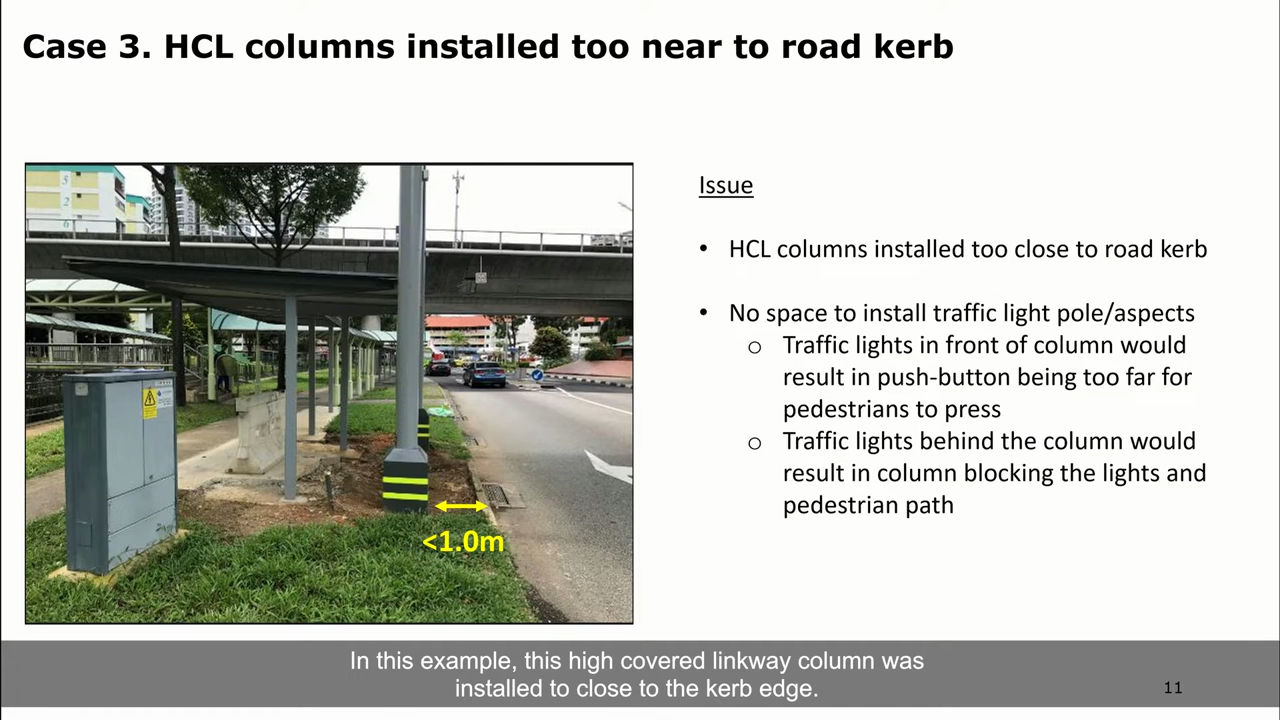 Case 3. HCL columns installed too near to road kerb
5
2
6
<1.0m
Issue
• HCL columns installed too close to road kerb
• No space to install traffic light pole/aspects
o Traffic lights in front of column would
result in push-button being too far for
pedestrians to press
o Traffic lights behind the column would
result in column blocking the lights and
pedestrian path
In this example, this high covered linkway column was
installed to close to the kerb edge.
11